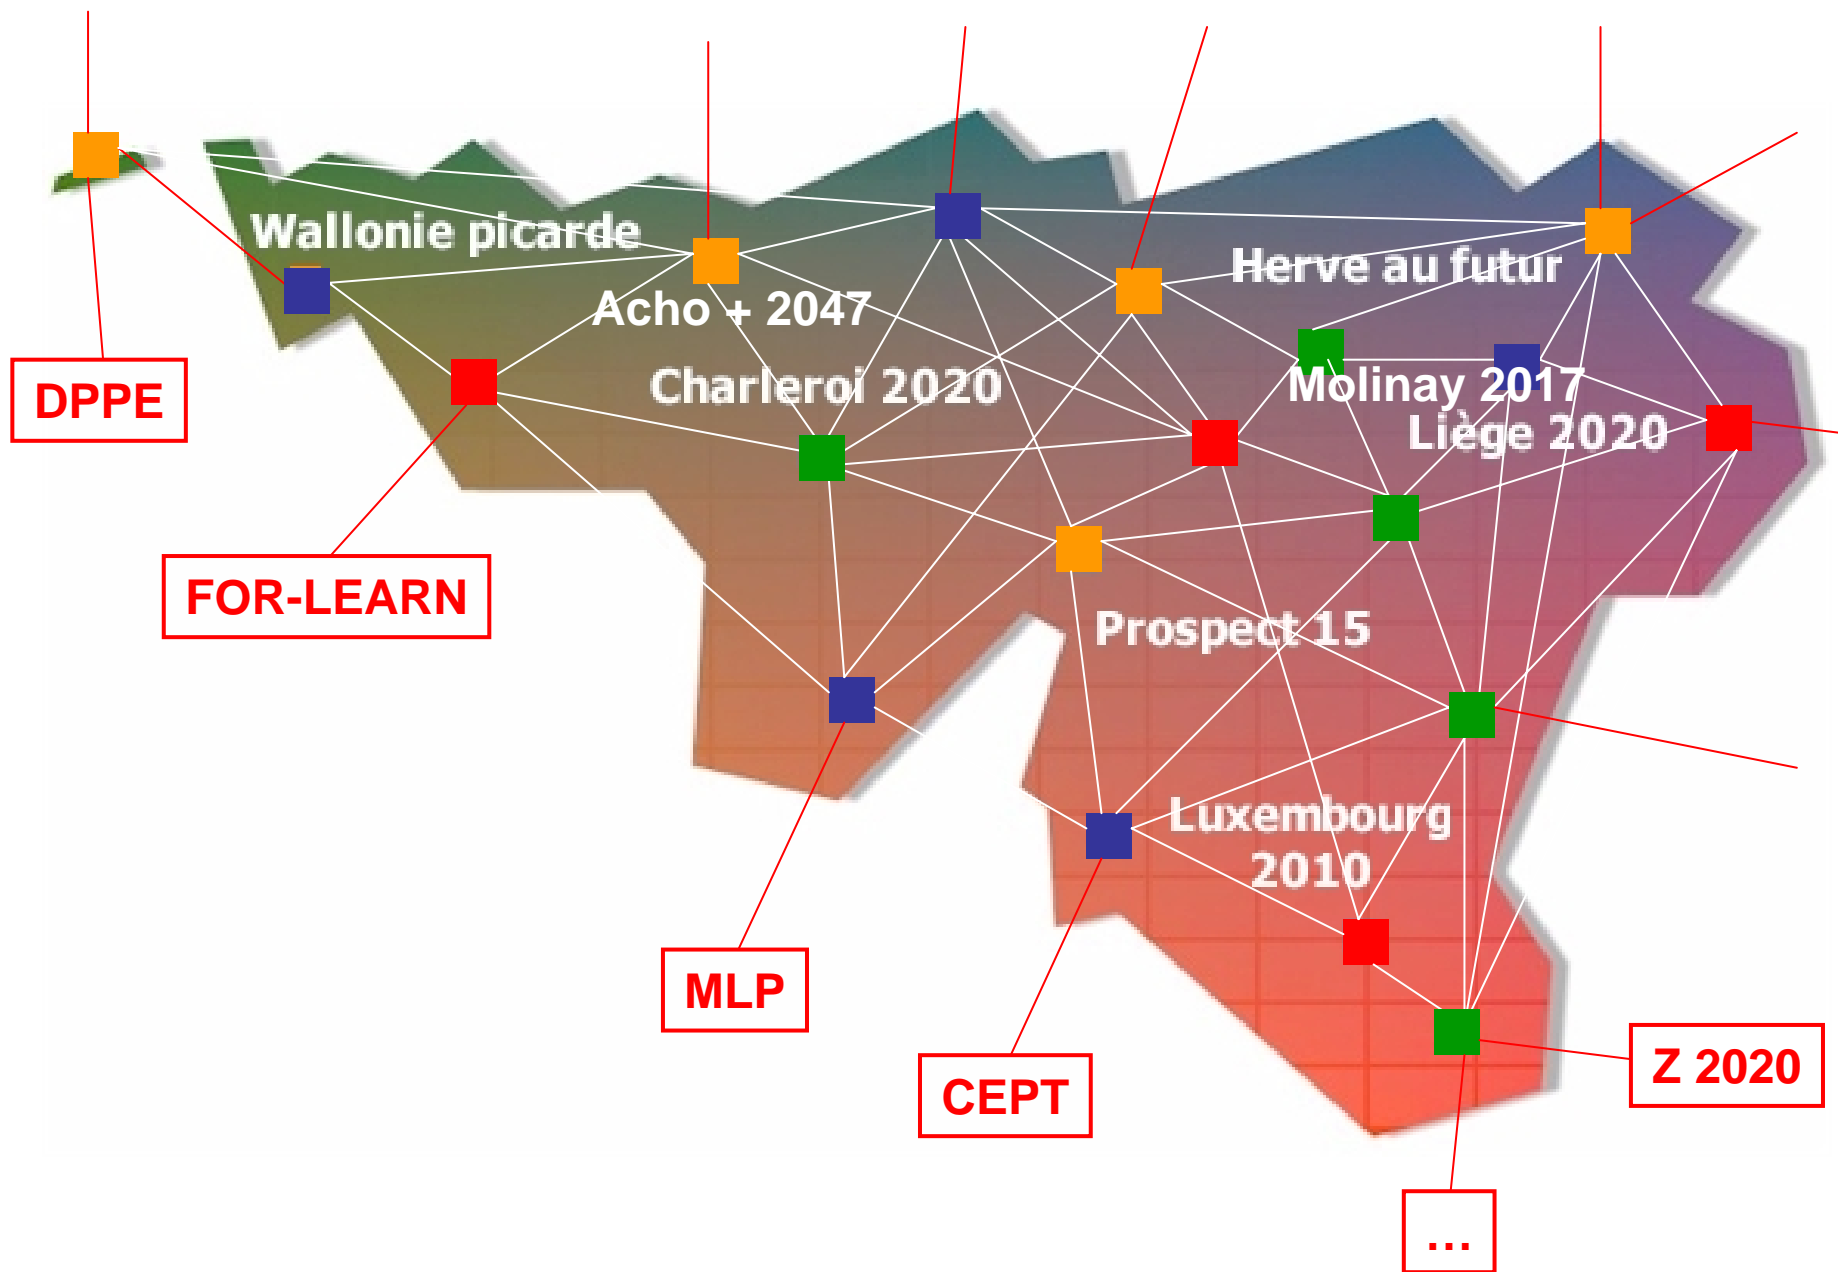 Wallonie picarde
Herve au futur
Acho + 2047
Charleroi 2020
Molinay 2017
DPPE
Liège 2020
FOR-LEARN
Prospect 15
Luxembourg
2010
MLP
CEPT
Z 2020
…